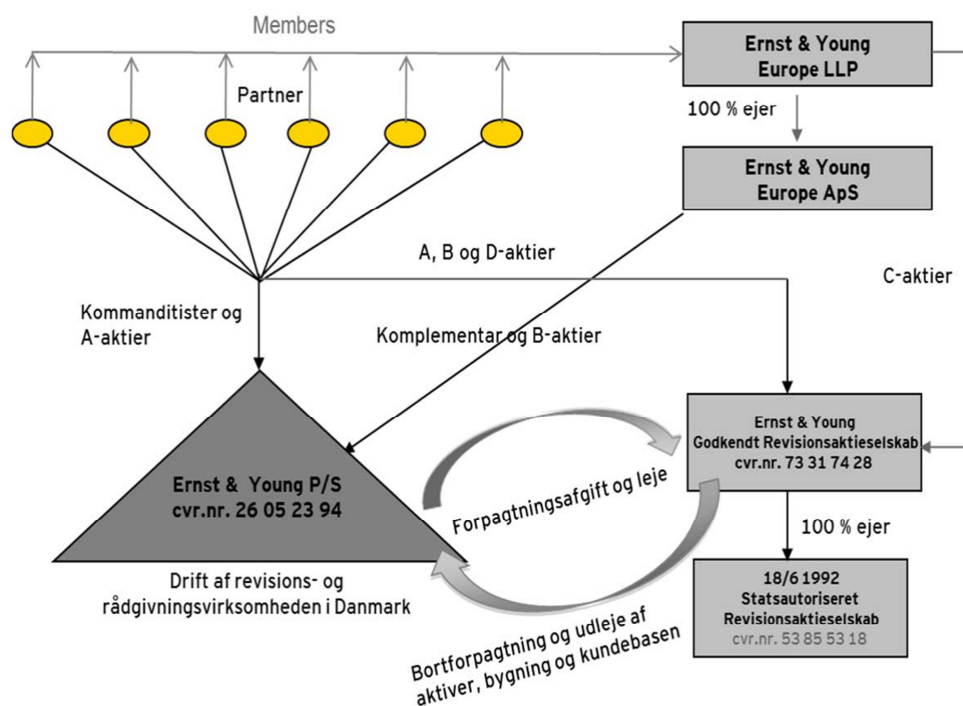 Members
Ernst & Young
Europe LLP
Partner
100 % ejer
Ernst & Young
Europe ApS
A, B og D-aktier
C-aktier
Kommanditister og
A-aktier
Komplementar og B-aktier
Ernst & Young
Godkendt Revisionsaktieselskab
cvr.nr. 73 31 74 28
Ernst & Young P/S
cvr.nr. 26 05 23 94
Forpagtningsafgift og leje
100 % ejer
Drift af revisions- og
rådgivningsvirksomheden i Danmark
18/6 1992
Statsautoriseret
Revisionsaktieselskab
cvr.nr. 53 85 53 18
Bortforpagtning og udleje af
aktiver, bygning og kundebasen